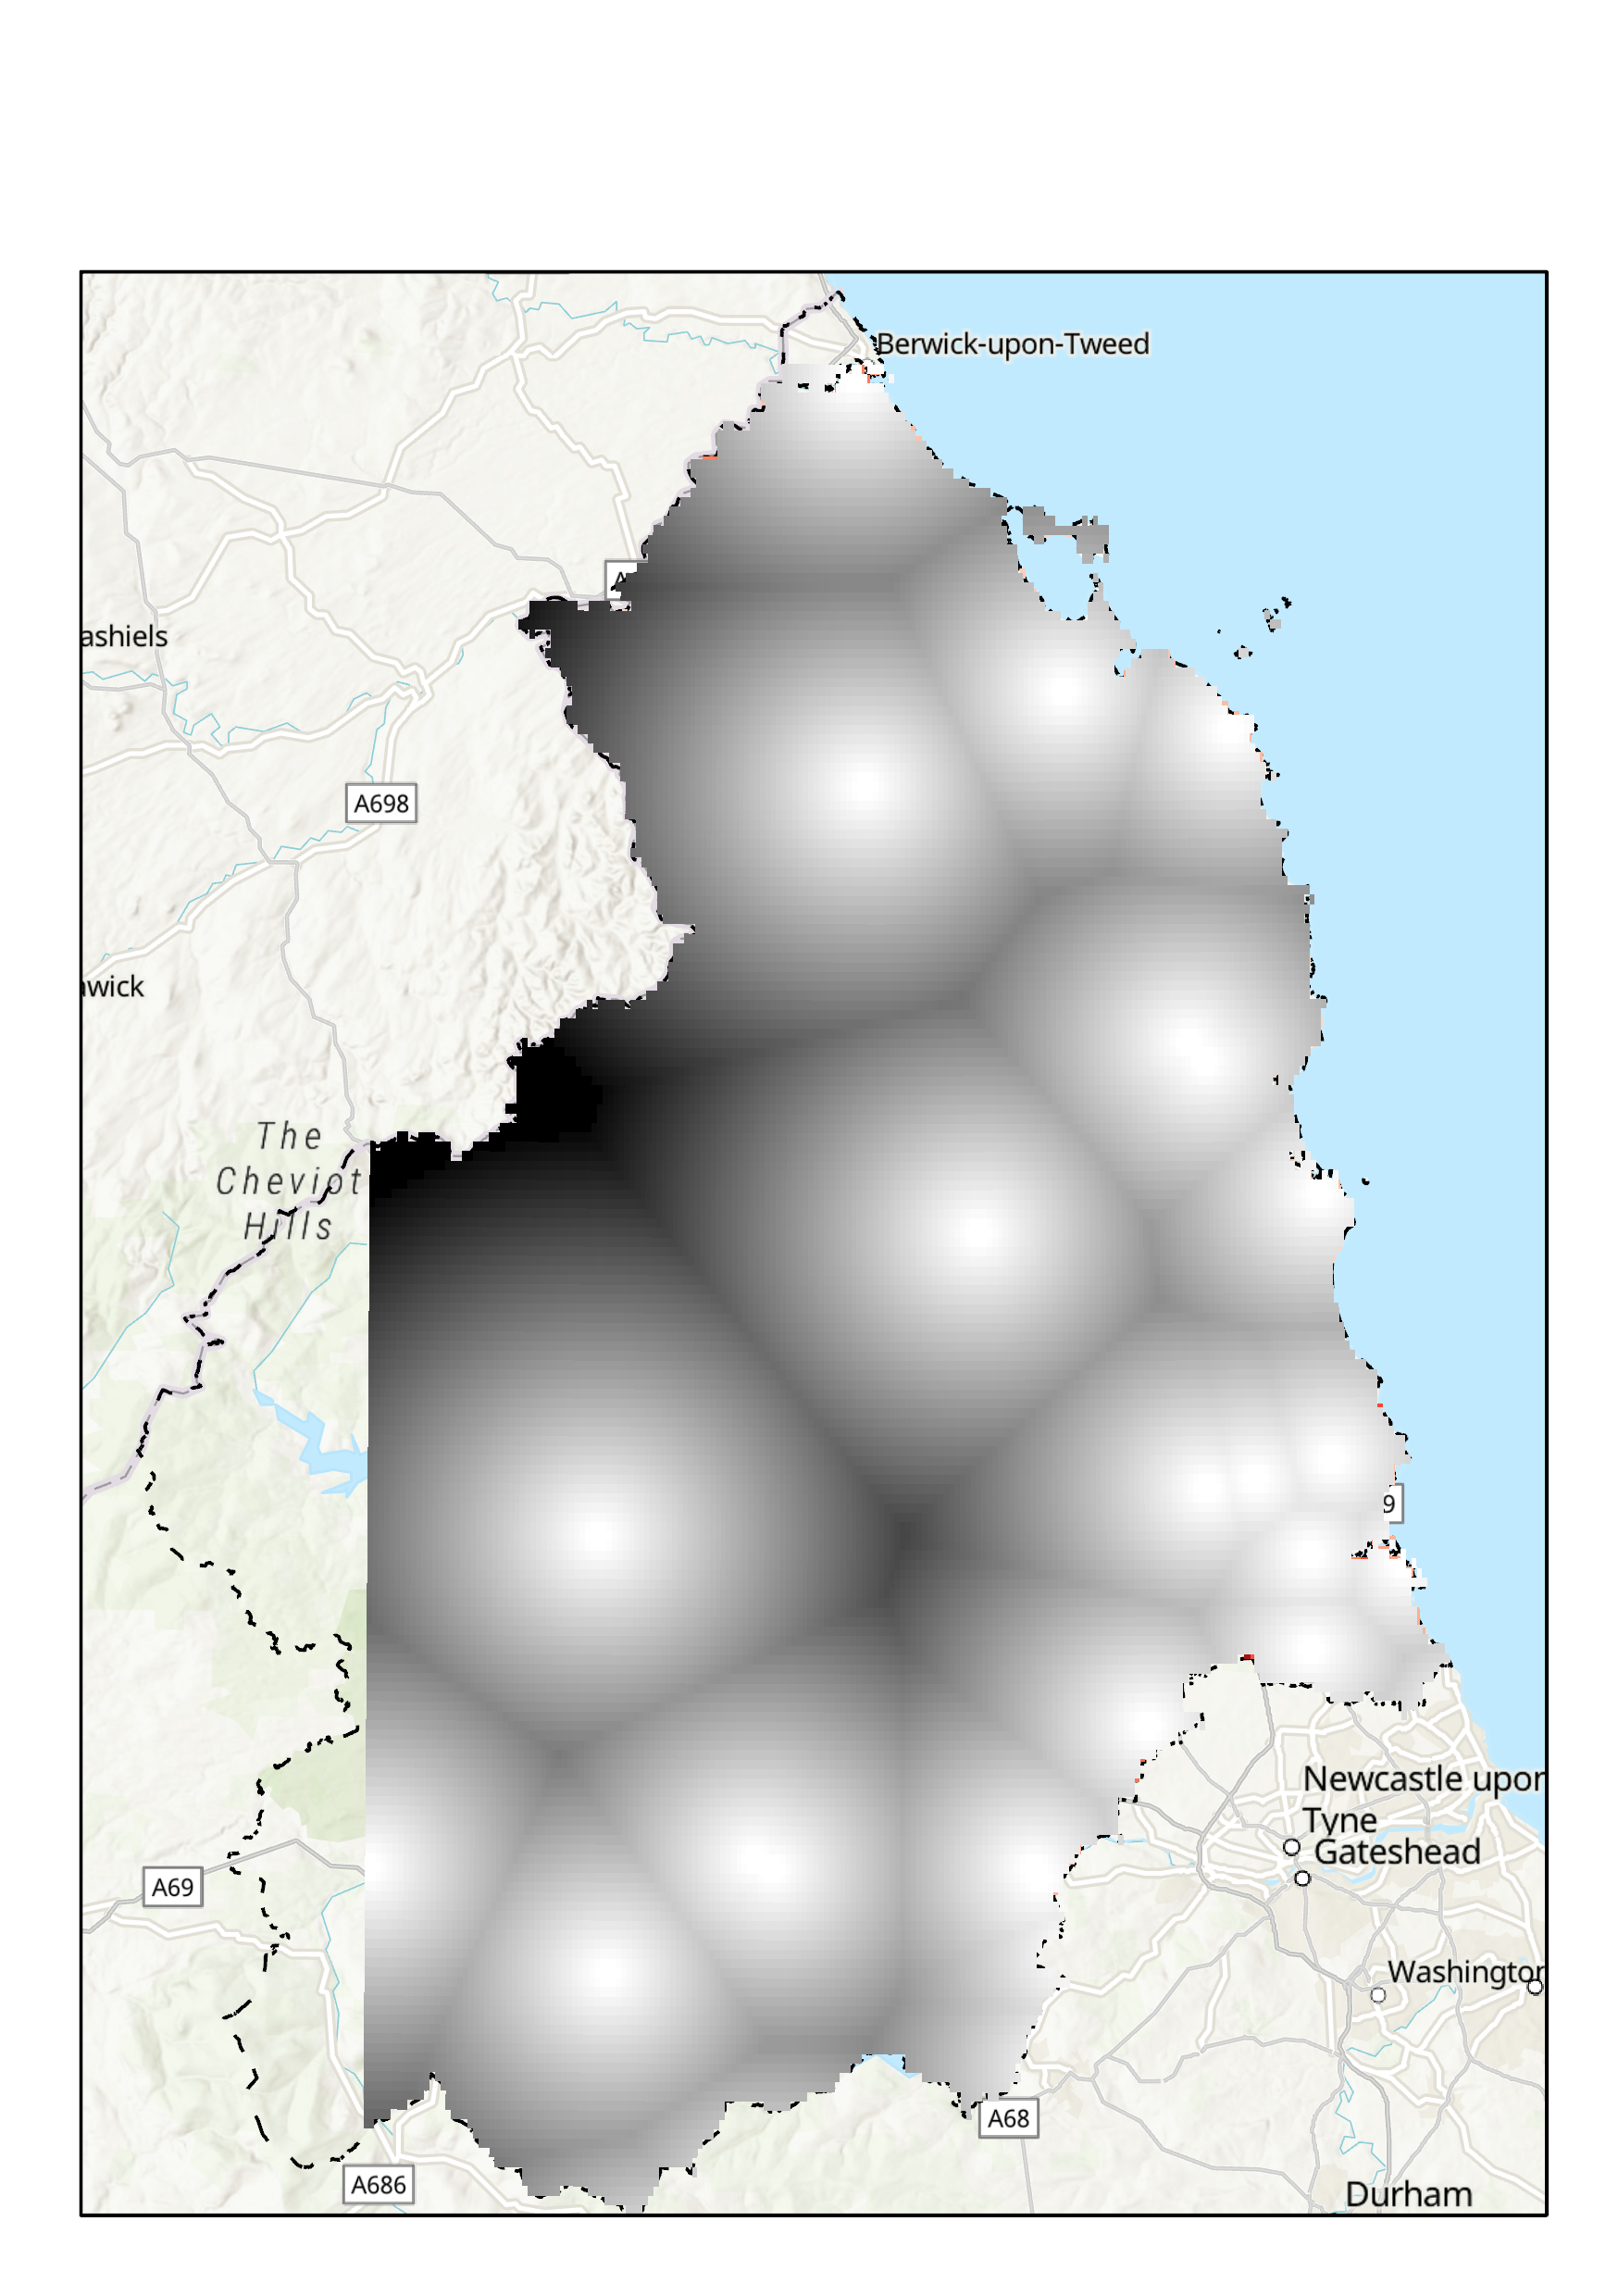 Berwick-upon-Tweed
A
ashiels
A698
wick
The
Cheviot
Hills
9
Newcastle upon
Tyne
Gateshead
A69
Washington
A68
A686
Durham